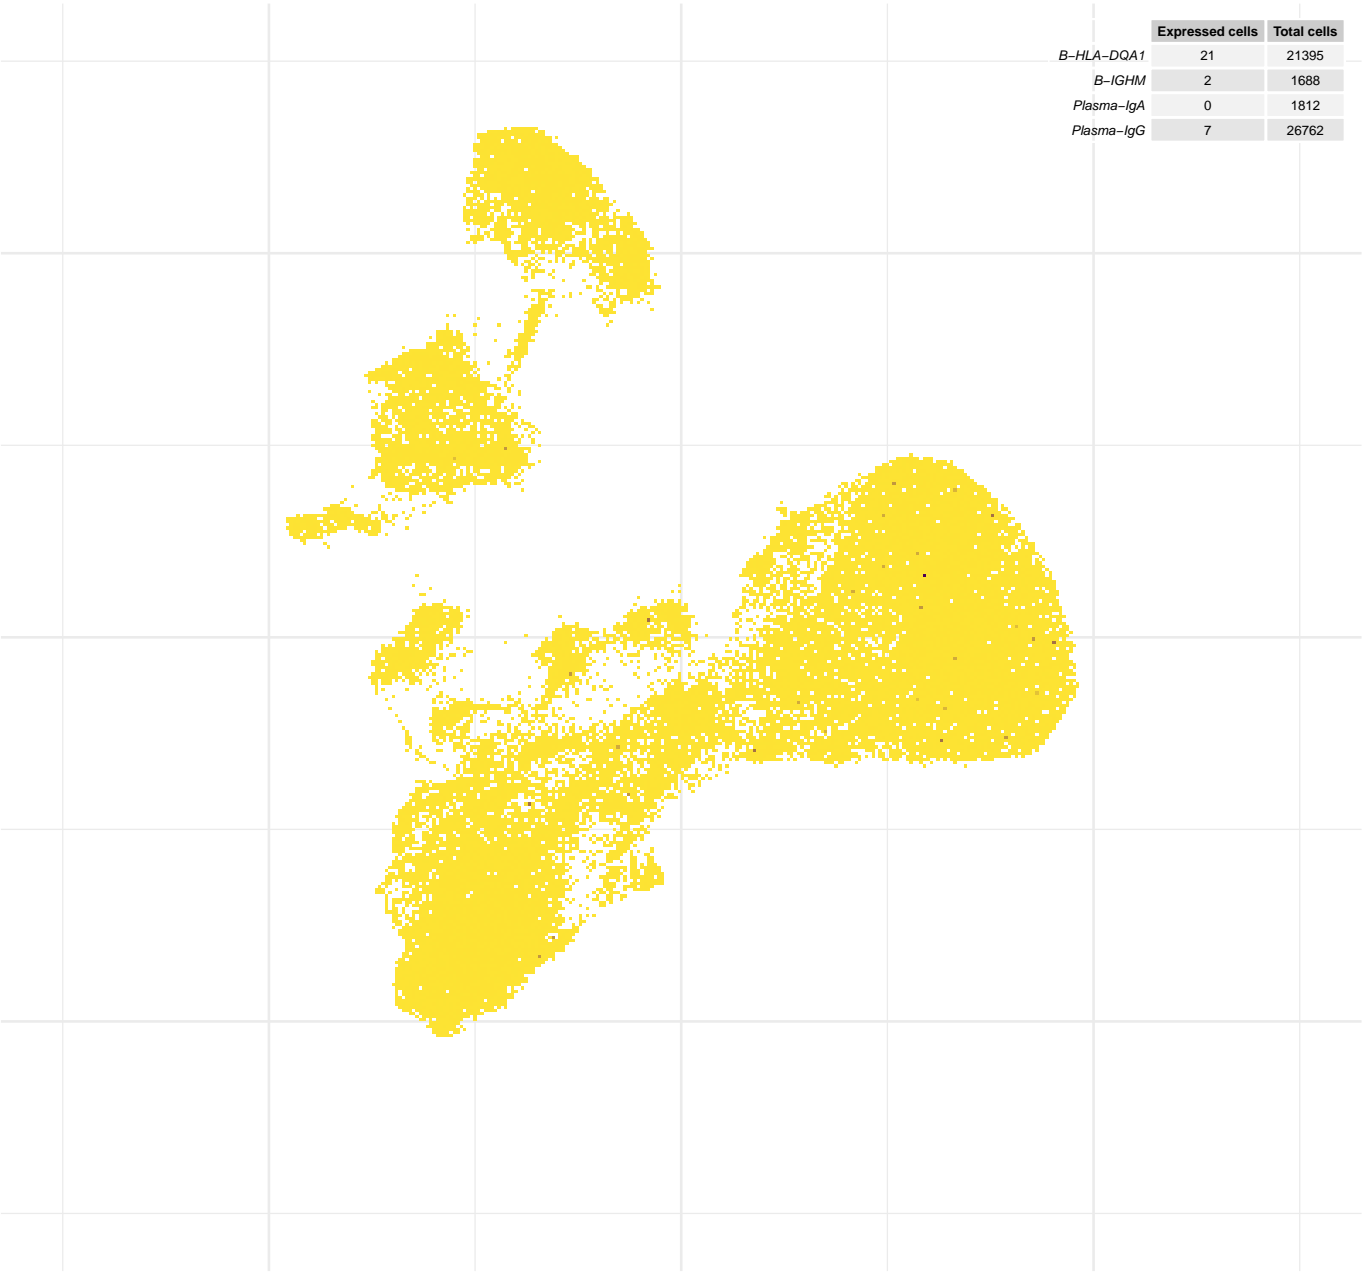 Expressed cells Total cells
B−HLA−DQA1 21 21395
B−IGHM 2 1688
Plasma−IgA 0 1812
Plasma−IgG 7 26762